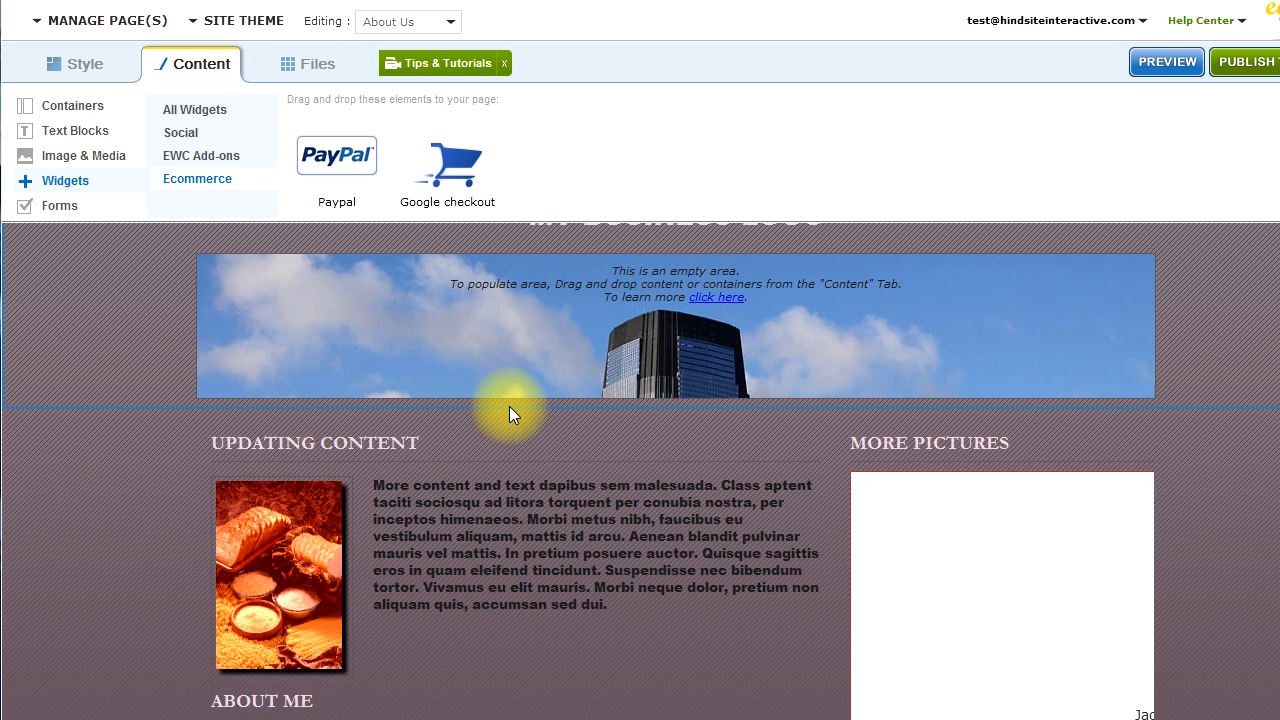 MANAGE PAGE(S) SITE THEME Editing : About Us test@hindsiteinteractive.com Help Center
Style Content Files Tips & Tutorials X PREVIEW PUBLISH
Containers
Text Blocks
Image & Media
Widgets
Forms
All Widgets
Social
EWC Add-ons
Ecommerce
Drag and drop these elements to your page:
PayPal
Paypal Google checkout
This is an empty area.
To populate area, Drag and drop content or containers from the "Content" Tab.
To learn more click here.
UPDATING CONTENT
More content and text dapibus sem malesuada. Class aptent
taciti sociosqu ad litora torquent per conubia nostra, per
inceptos himenaeos. Morbi metus nibh, faucibus eu
vestibulum aliquam, mattis id arcu. Aenean blandit pulvinar
mauris vel mattis. In pretium posuere auctor. Quisque sagittis
eros in quam eleifend tincidunt. Suspendisse nec bibendum
tortor. Vivamus eu elit mauris. Morbi neque dolor, pretium non
aliquam quis, accumsan sed dui.
ABOUT ME
MORE PICTURES
Jac